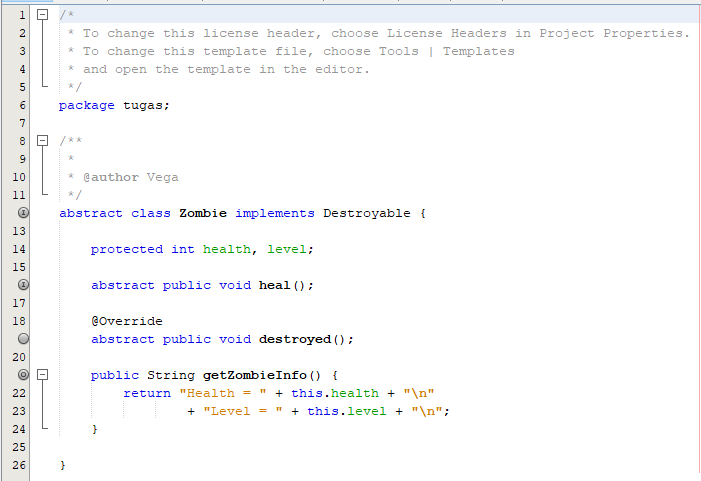 1 /*
2  * To change this license header, choose License Headers in Project Properties.
3  * To change this template file, choose Tools | Templates
4  * and open the template in the editor.
5  */
6 package tugas;
7
8 /**
9  *
10  * @author Vega
11  */
abstract class Zombie implements Destroyable {
13
14     protected int health, level;
15
    abstract public void heal();
17
18     @Override
    abstract public void destroyed();
20
    public String getZombieInfo() {
22         return "Health = " + this.health + "\n"
23                 + "Level = " + this.level + "\n";
24     }
25
26 }